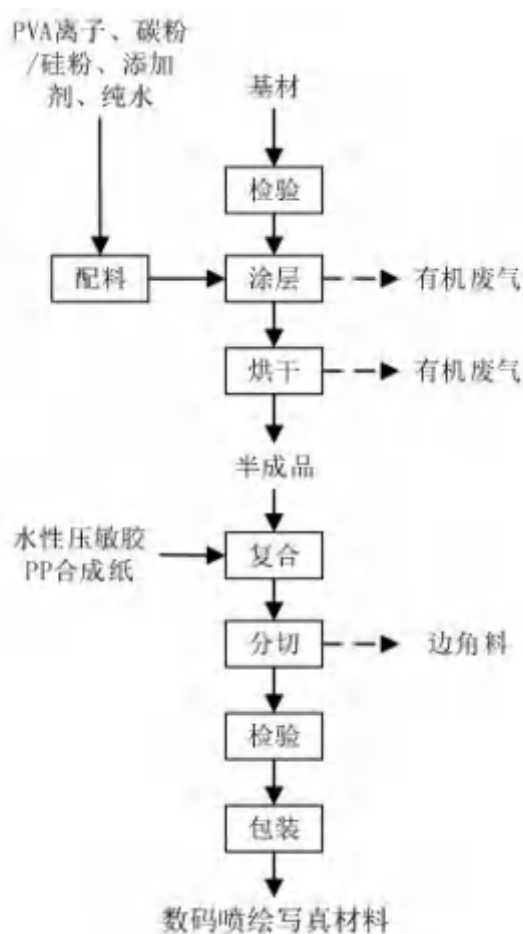 PVA离子、碳粉
/硅粉、添加
剂、纯水
基材
检验
配料
涂层
有机废气
烘干
有机废气
半成品
水性压敏胶
PP合成纸
复合
分切
边角料
检验
包装
数码喷绘写真材料